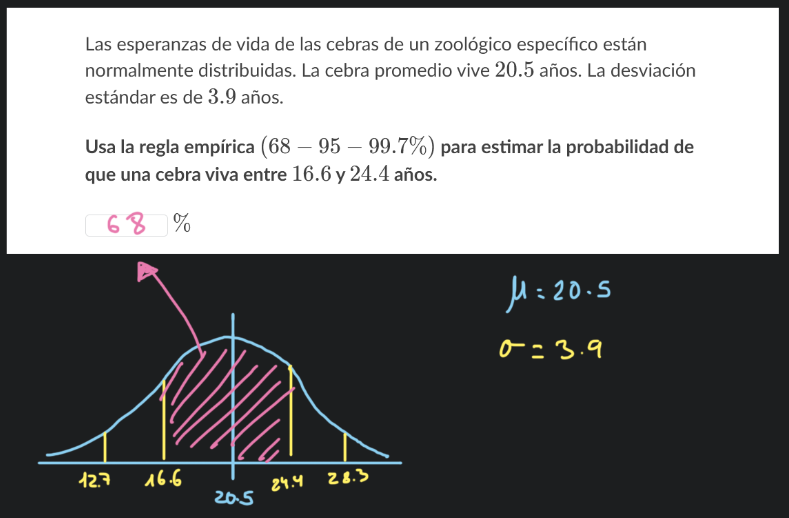 Las esperanzas de vida de las cebras de un zoológico específico están
normalmente distribuidas. La cebra promedio vive 20.5 años. La desviación
estándar es de 3.9 años.
Usa la regla empírica (68 − 95 − 99.7%) para estimar la probabilidad de
que una cebra viva entre 16.6 y 24.4 años.
68 %
μ = 20.5
σ = 3.9
12.7 16.6 20.5 24.4 28.3